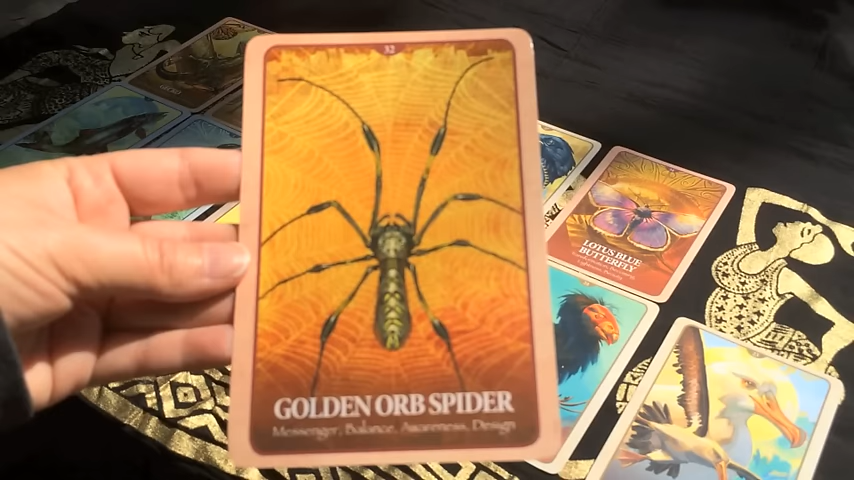 32
GOLDEN ORB SPIDER
Messenger, Balance, Awareness, Design
LOTUS BLUE
BUTTERFLY